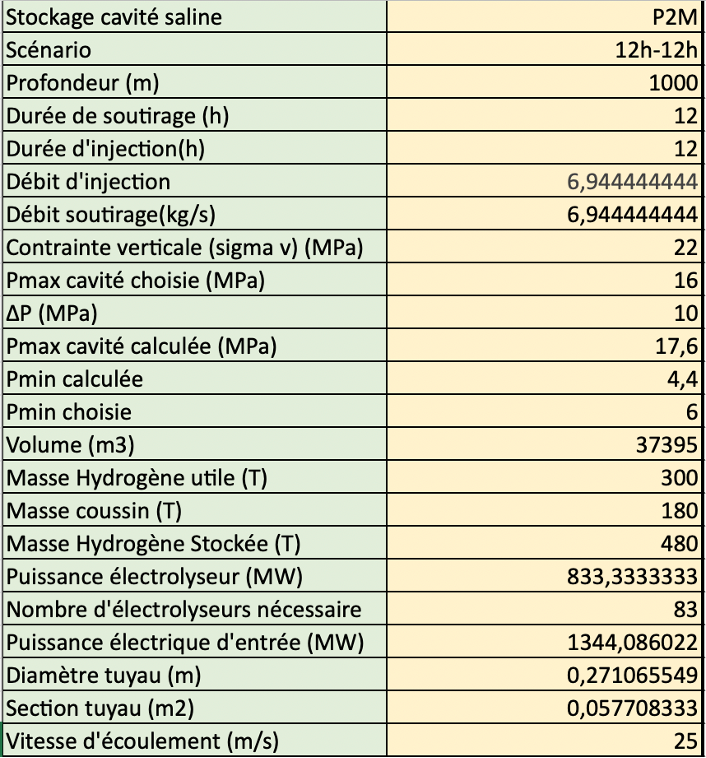 Stockage cavité saline P2M
Scénario 12h-12h
Profondeur (m) 1000
Durée de soutirage (h) 12
Durée d'injection(h) 12
Débit d'injection 6,944444444
Débit soutirage(kg/s) 6,944444444
Contrainte verticale (sigma v) (MPa) 22
Pmax cavité choisie (MPa) 16
ΔP (MPa) 10
Pmax cavité calculée (MPa) 17,6
Pmin calculée 4,4
Pmin choisie 6
Volume (m3) 37395
Masse Hydrogène utile (T) 300
Masse coussin (T) 180
Masse Hydrogène Stockée (T) 480
Puissance électrolyseur (MW) 833,3333333
Nombre d'électrolyseurs nécessaire 83
Puissance électrique d'entrée (MW) 1344,086022
Diamètre tuyau (m) 0,271065549
Section tuyau (m2) 0,057708333
Vitesse d'écoulement (m/s) 25